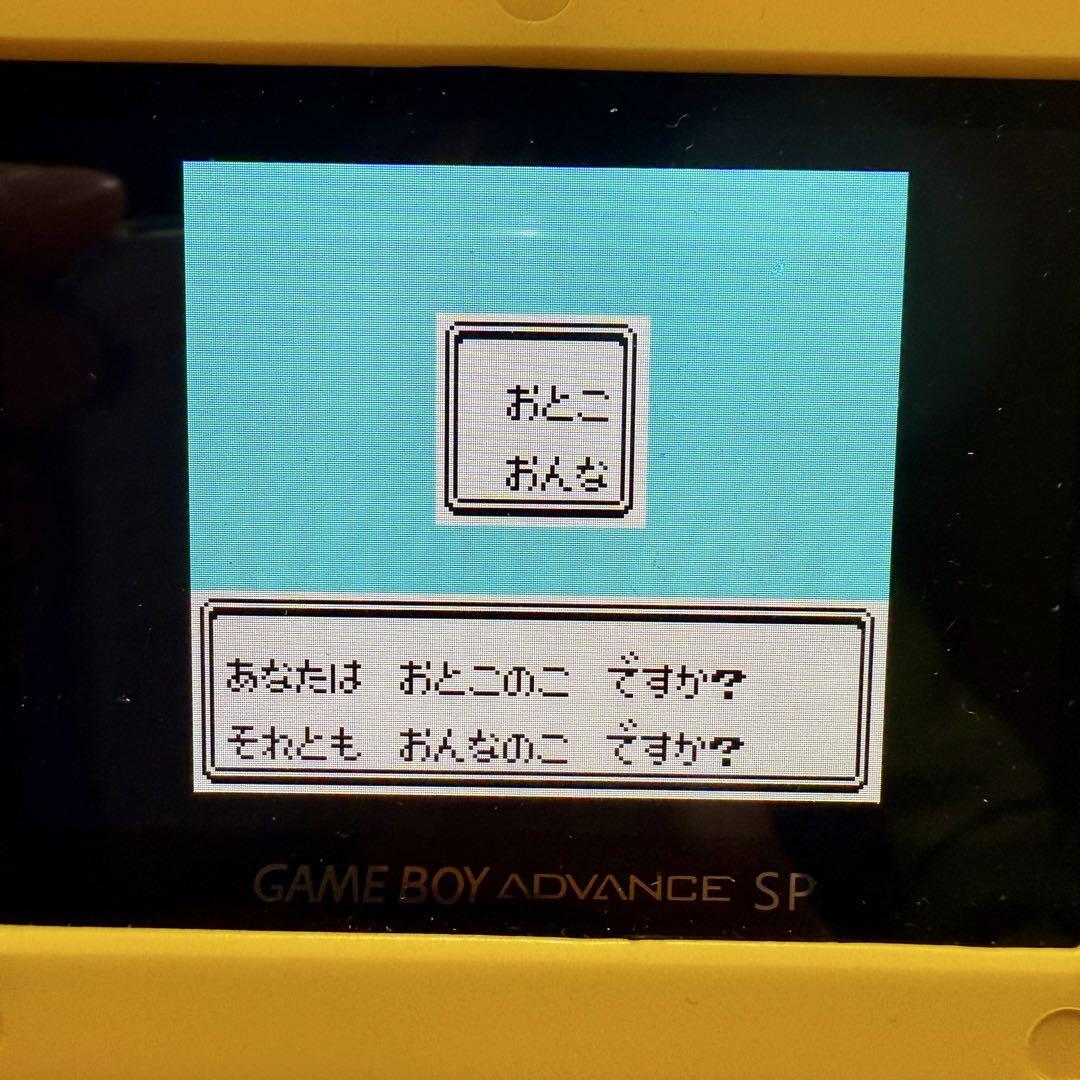 おとこ
おんな
あなたは　おとこのこ　ですか?
それとも　おんなのこ　ですか?
GAME BOY ADVANCE SP